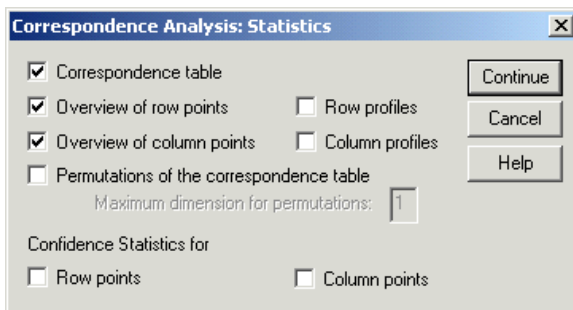 Correspondence Analysis: Statistics
Correspondence table
Continue
Overview of row points Row profiles
Cancel
Overview of column points Column profiles
Help
Permutations of the correspondence table
Maximum dimension for permutations: 1
Confidence Statistics for
Row points Column points